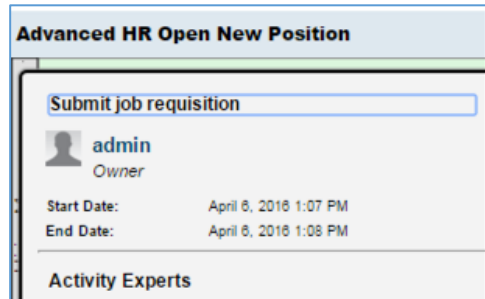 Advanced HR Open New Position
Submit job requisition
admin
Owner
Start Date: April 6, 2016 1:07 PM
End Date: April 6, 2016 1:08 PM
Activity Experts